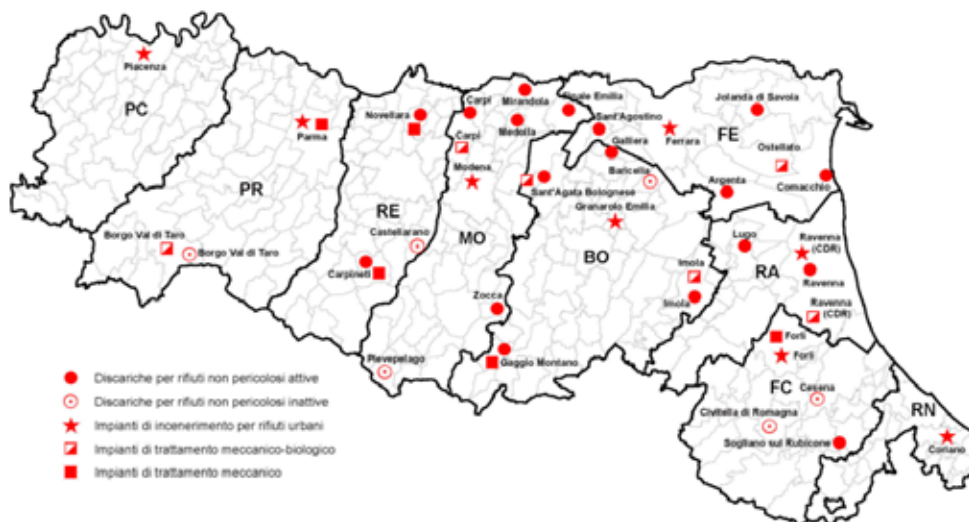 Piacenza
PC
Parma
PR
Borgo Val di Taro
Borgo Val di Taro
Novellara
RE
Castellarano
Carpineti
Carpi
Mirandola
Finale Emilia
Medolla
Carpi
Modena
MO
Zocca
Pievepelago
Sant'Agostino
Galliera
Baricella
Sant'Agata Bolognese
Granarolo Emilia
BO
Imola
Imola
Gaggio Montano
Jolanda di Savoia
FE
Ferrara
Ostellato
Comacchio
Argenta
Lugo
Ravenna
(CDR)
RA
Ravenna
Ravenna
(CDR)
Forlì
Forlì
FC
Cesena
Civitella di Romagna
Sogliano sul Rubicone
RN
Coriano
Discariche per rifiuti non pericolosi attive
Discariche per rifiuti non pericolosi inattive
Impianti di incenerimento per rifiuti urbani
Impianti di trattamento meccanico-biologico
Impianti di trattamento meccanico